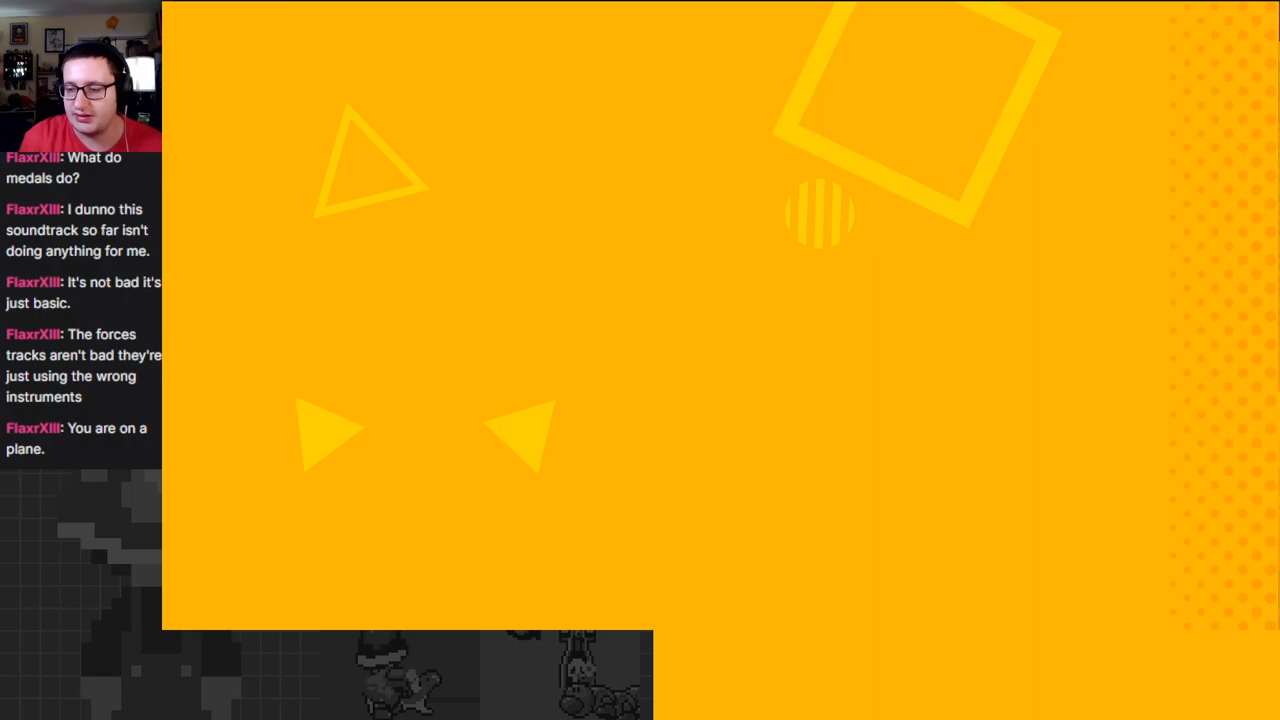 FlaxrXIII: What do
medals do?
FlaxrXIII: I dunno this
soundtrack so far isn't
doing anything for me.
FlaxrXIII: It's not bad it's
just basic.
FlaxrXIII: The forces
tracks aren't bad they're
just using the wrong
instruments
FlaxrXIII: You are on a
plane.